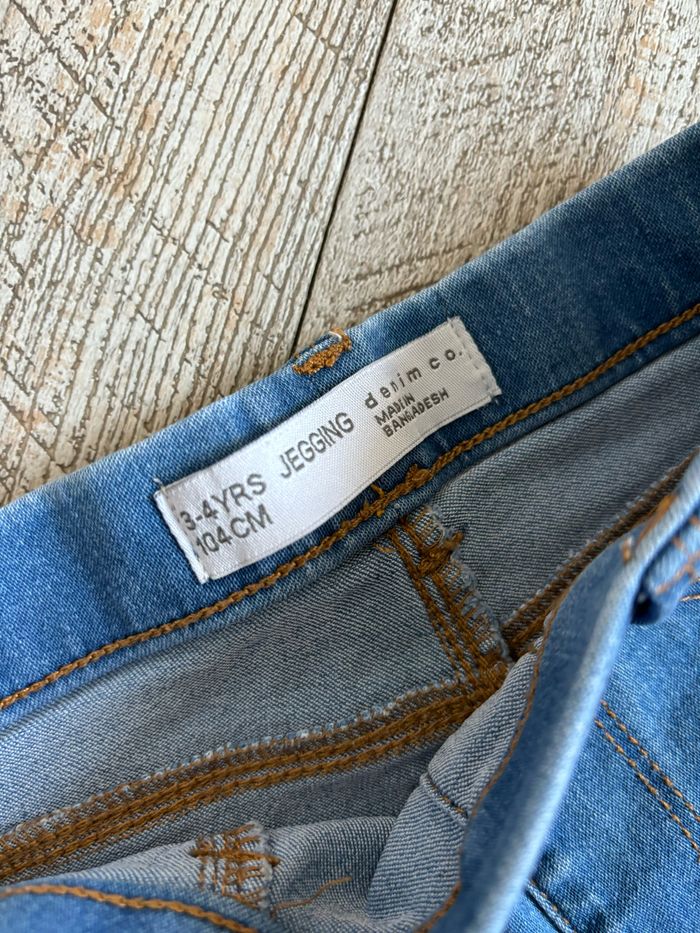 3-4YRS
104CM
JEGGING
denim co.
MADE IN
BANGLADESH